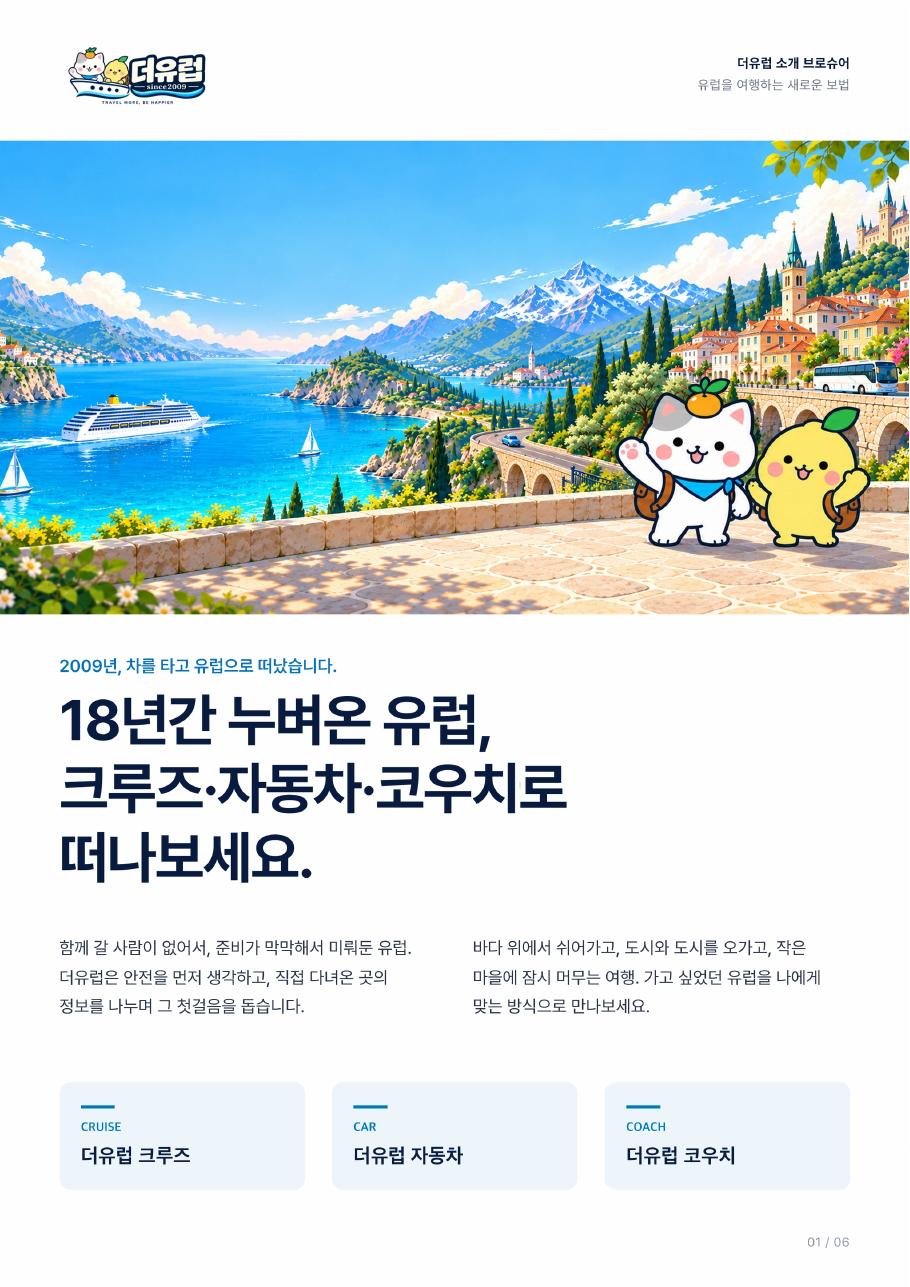 더유럽
since2009
TRAVEL MORE, BE HAPPIER
더유럽 소개 브로슈어
유럽을 여행하는 새로운 보법
2009년, 차를 타고 유럽으로 떠났습니다.
18년간 누벼온 유럽,
크루즈·자동차·코우치로
떠나보세요.
함께 갈 사람이 없어서, 준비가 막막해서 미뤄둔 유럽.
더유럽은 안전을 먼저 생각하고, 직접 다녀온 곳의
정보를 나누며 그 첫걸음을 돕습니다.
바다 위에서 쉬어가고, 도시와 도시를 오가고, 작은
마을에 잠시 머무는 여행. 가고 싶었던 유럽을 나에게
맞는 방식으로 만나보세요.
CRUISE
더유럽 크루즈
CAR
더유럽 자동차
COACH
더유럽 코우치
01 / 06